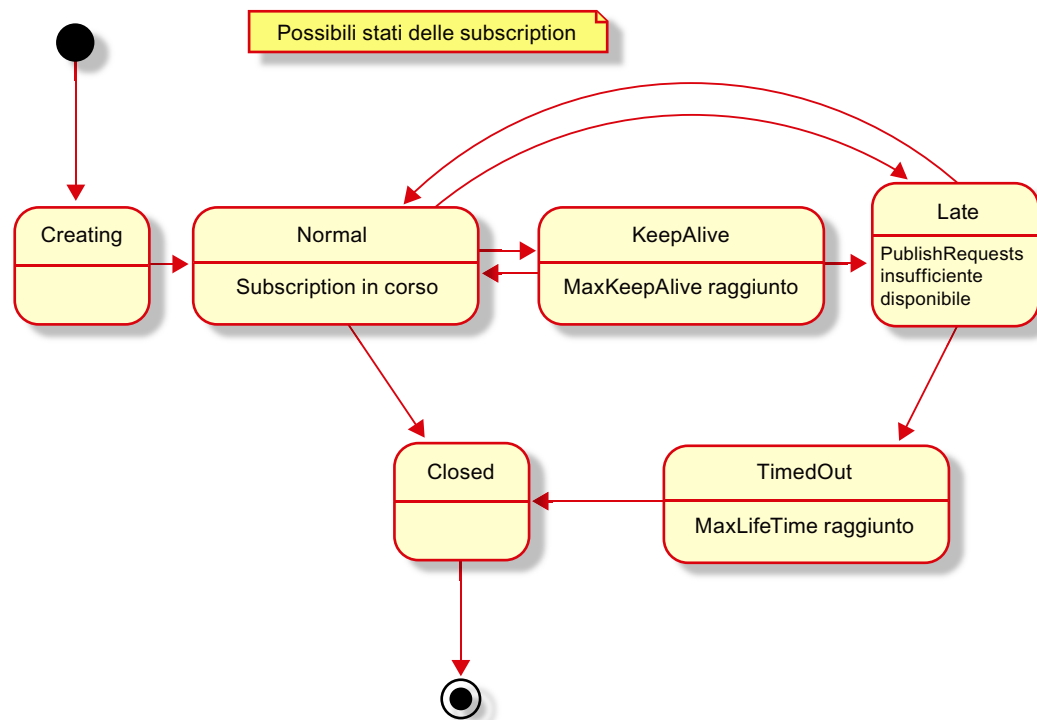 Possibili stati delle subscription
Creating
Normal
Subscription in corso
KeepAlive
MaxKeepAlive raggiunto
Late
PublishRequests
insufficiente
disponibile
Closed
TimedOut
MaxLifeTime raggiunto